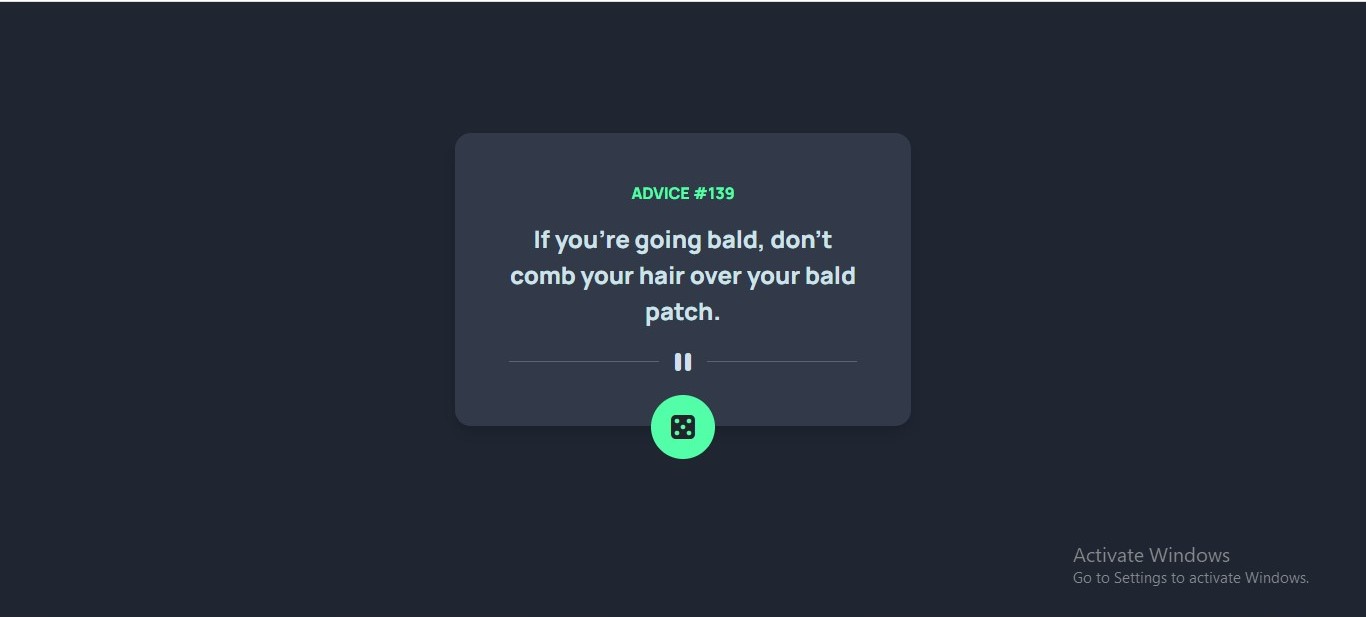 ADVICE #139
If you’re going bald, don’t
comb your hair over your bald
patch.
Activate Windows
Go to Settings to activate Windows.